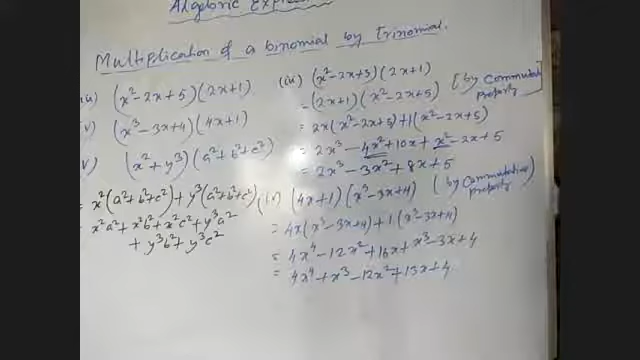 Algebric
Multiplication of a binomial by trinomial.
iii) (x²-2x+5)(2x+1)
iv) (x³-3x+4)(4x+1)
v) (x²+y³)(a²+b²+c²)
= x²(a²+b²+c²)+y³(a²+b²+c²)
= x²a²+x²b²+x²c²+y³a²
+ y³b²+y³c²
(iii) (x²-2x+5)(2x+1)
= (2x+1)(x²-2x+5) [by Commutative property]
= 2x(x²-2x+5)+1(x²-2x+5)
= 2x³-4x²+10x+x²-2x+5
= 2x³-3x²+8x+5
(iv) (4x+1)(x³-3x+4) (by Commutative property)
= 4x(x³-3x+4)+1(x³-3x+4)
= 4x⁴-12x²+16x+x³-3x+4
= 4x⁴+x³-12x²+13x+4